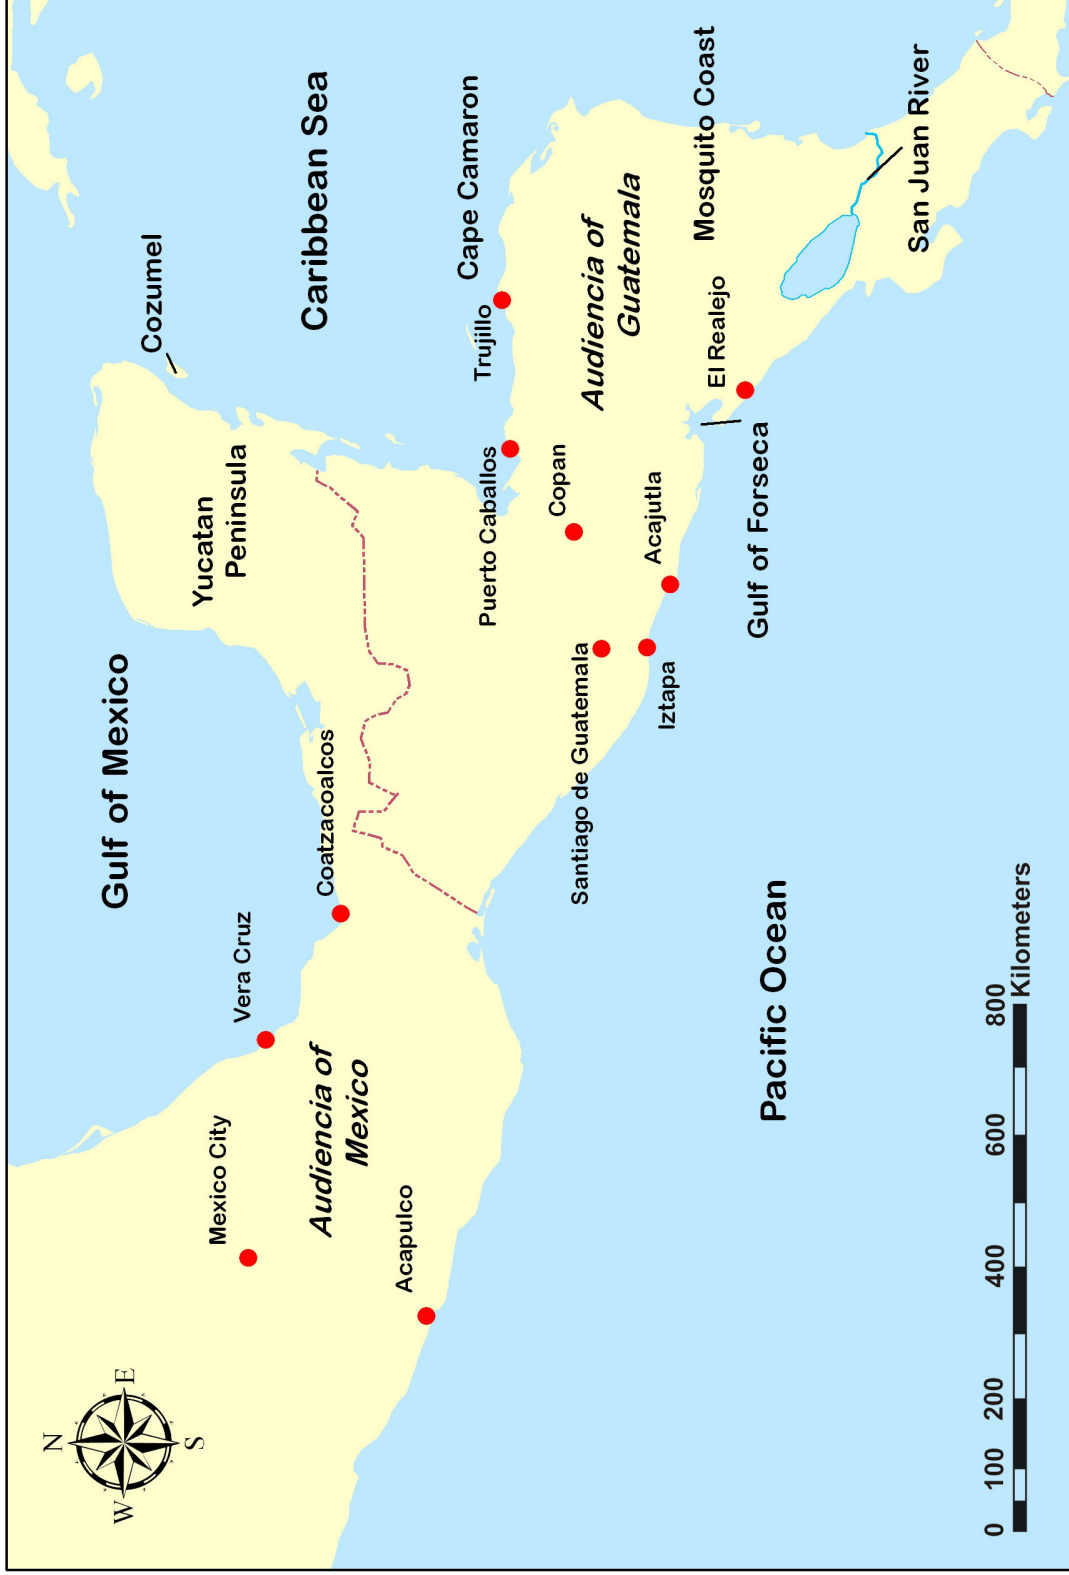 N
W
E
S
Gulf of Mexico
Cozumel
Yucatan
Peninsula
Caribbean Sea
Mexico City
Vera Cruz
Coatzacoalcos
Audiencia of
Mexico
Acapulco
Cape Camaron
Trujillo
Puerto Caballos
Copan
Audiencia of
Guatemala
Santiago de Guatemala
Iztapa
Acajutla
Mosquito Coast
El Realejo
Gulf of Forseca
San Juan River
Pacific Ocean
0 100 200 400 600 800
Kilometers